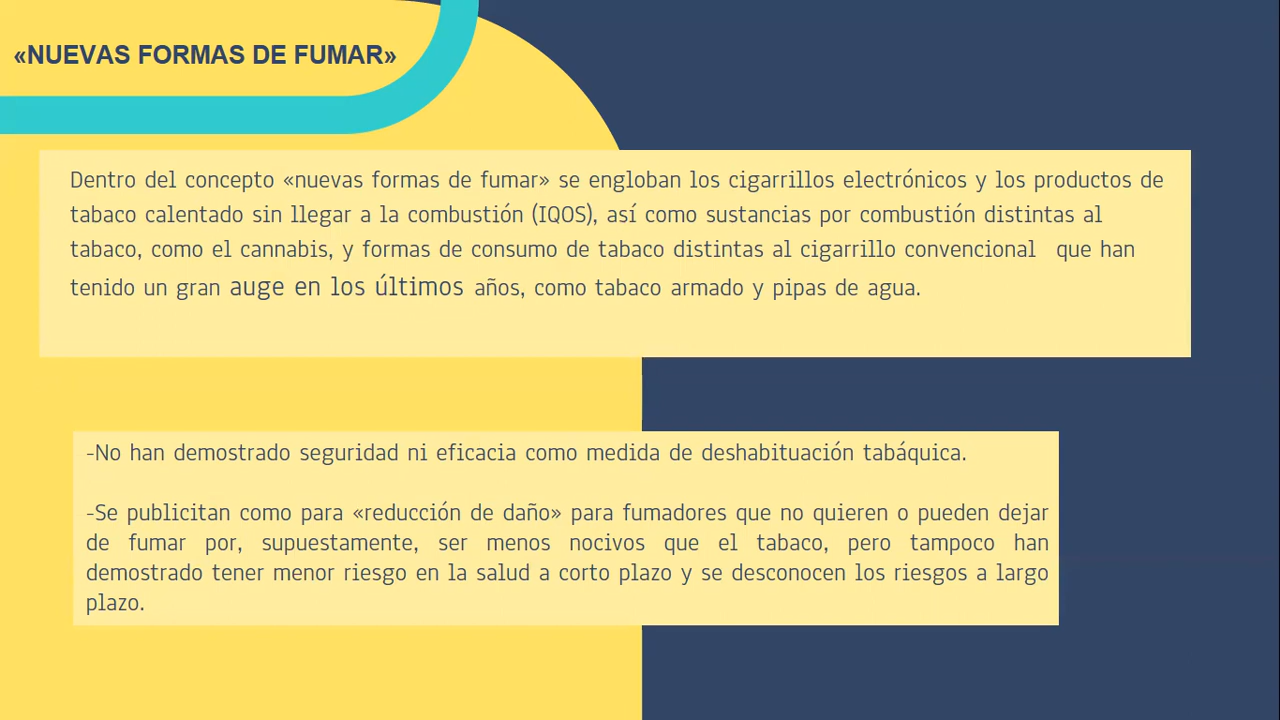 «NUEVAS FORMAS DE FUMAR»
Dentro del concepto «nuevas formas de fumar» se engloban los cigarrillos electrónicos y los productos de
tabaco calentado sin llegar a la combustión (IQOS), así como sustancias por combustión distintas al
tabaco, como el cannabis, y formas de consumo de tabaco distintas al cigarrillo convencional que han
tenido un gran auge en los últimos años, como tabaco armado y pipas de agua.
-No han demostrado seguridad ni eficacia como medida de deshabituación tabáquica.
-Se publicitan como para «reducción de daño» para fumadores que no quieren o pueden dejar
de fumar por, supuestamente, ser menos nocivos que el tabaco, pero tampoco han
demostrado tener menor riesgo en la salud a corto plazo y se desconocen los riesgos a largo
plazo.